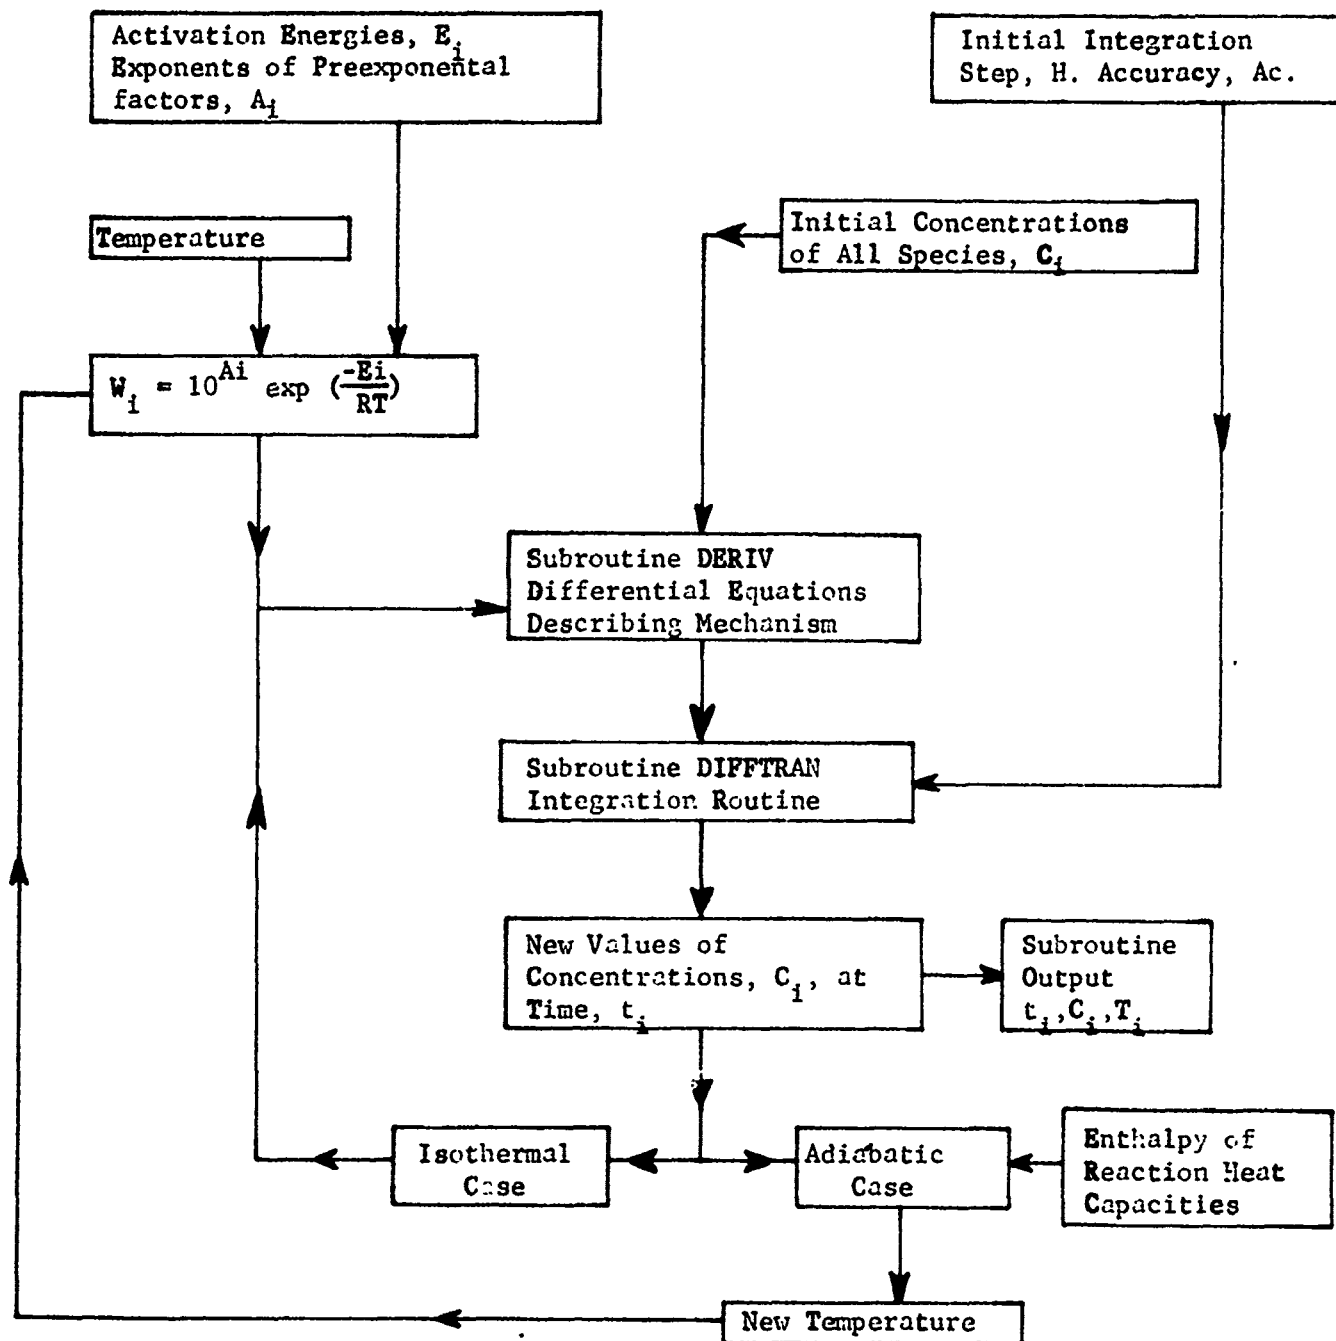 Activation Energies, E_i
Exponents of Preexponental
factors, A_i
Initial Integration
Step, H. Accuracy, Ac.
Temperature
Initial Concentrations
of All Species, C_i
W_i = 10^Ai exp (-Ei/RT)
Subroutine DERIV
Differential Equations
Describing Mechanism
Subroutine DIFFTRAN
Integration Routine
New Values of
Concentrations, C_i, at
Time, t_i
Subroutine
Output
t_i,C_i,T_i
Isothermal
Case
Adiabatic
Case
Enthalpy of
Reaction Heat
Capacities
New Temperature